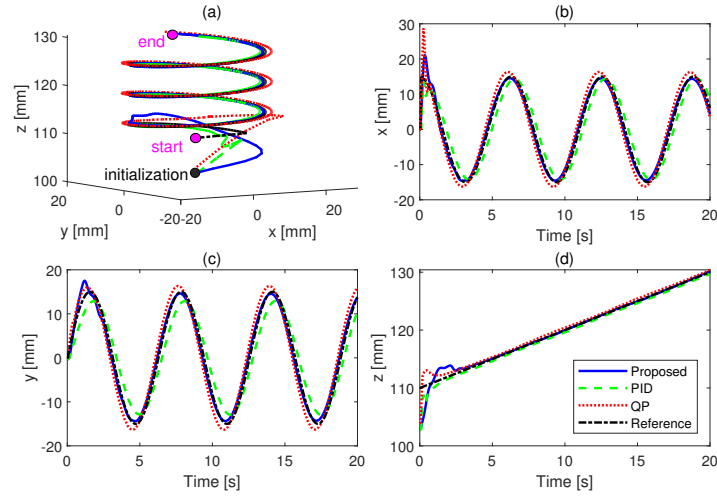 (a)
130
120
110
100
z [mm]
end
start
initialization
20
0
-20
-20
0
20
y [mm]
x [mm]
(b)
30
20
10
0
-10
-20
x [mm]
0
5
10
15
20
Time [s]
(c)
20
10
0
-10
-20
y [mm]
0
5
10
15
20
Time [s]
(d)
130
120
110
100
z [mm]
Proposed
PID
QP
Reference
0
5
10
15
20
Time [s]